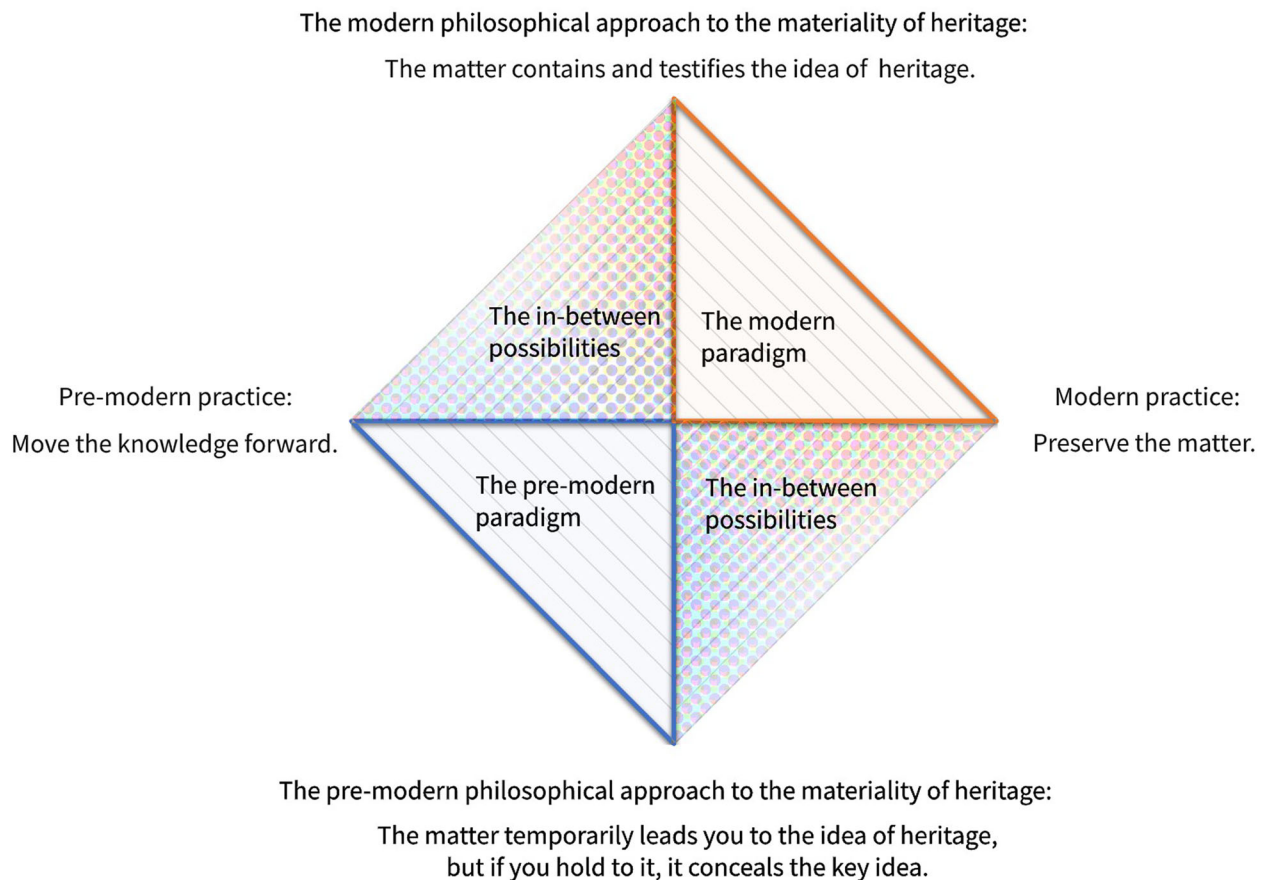 The modern philosophical approach to the materiality of heritage:
The matter contains and testifies the idea of heritage.
The in-between
possibilities
The modern
paradigm
Pre-modern practice:
Move the knowledge forward.
Modern practice:
Preserve the matter.
The pre-modern
paradigm
The in-between
possibilities
The pre-modern philosophical approach to the materiality of heritage:
The matter temporarily leads you to the idea of heritage,
but if you hold to it, it conceals the key idea.